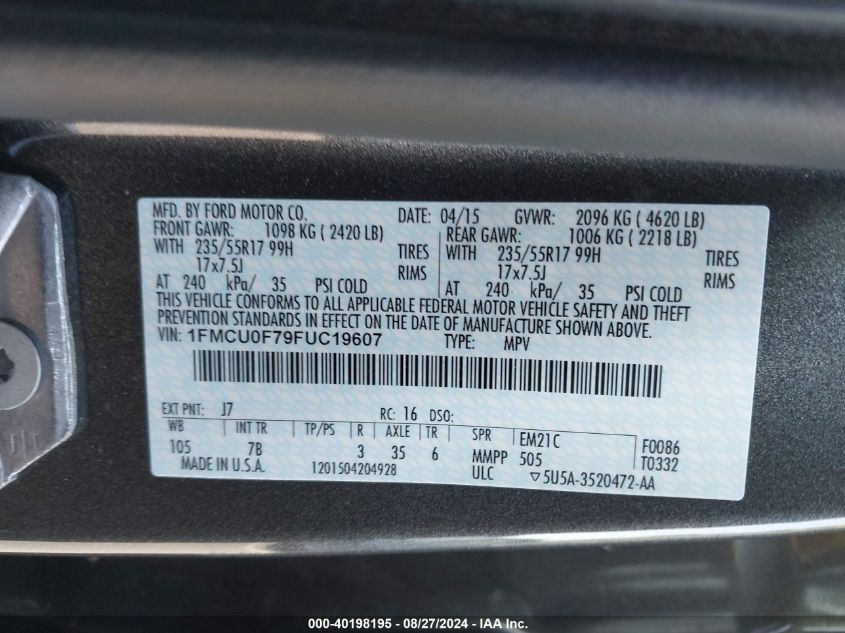 MFD. BY FORD MOTOR CO. DATE: 04/15 GVWR: 2096 KG ( 4620 LB)
FRONT GAWR: 1098 KG ( 2420 LB) REAR GAWR: 1006 KG ( 2218 LB)
WITH 235/55R17 99H TIRES WITH 235/55R17 99H TIRES
17x7.5J RIMS 17x7.5J RIMS
AT 240 kPa/ 35 PSI COLD AT 240 kPa/ 35 PSI COLD
THIS VEHICLE CONFORMS TO ALL APPLICABLE FEDERAL MOTOR VEHICLE SAFETY AND THEFT
PREVENTION STANDARDS IN EFFECT ON THE DATE OF MANUFACTURE SHOWN ABOVE.
VIN: 1FMCU0F79FUC19607 TYPE: MPV
EXT PNT: J7 RC: 16 DSO:
WB INT TR TP/PS R AXLE TR SPR EM21C F0086
105 7B 3 35 6 MMPP 505 T0332
MADE IN U.S.A. 1201504204928 ULC ▽5U5A-3520472-AA
000-40198195 - 08/27/2024 - IAA Inc.